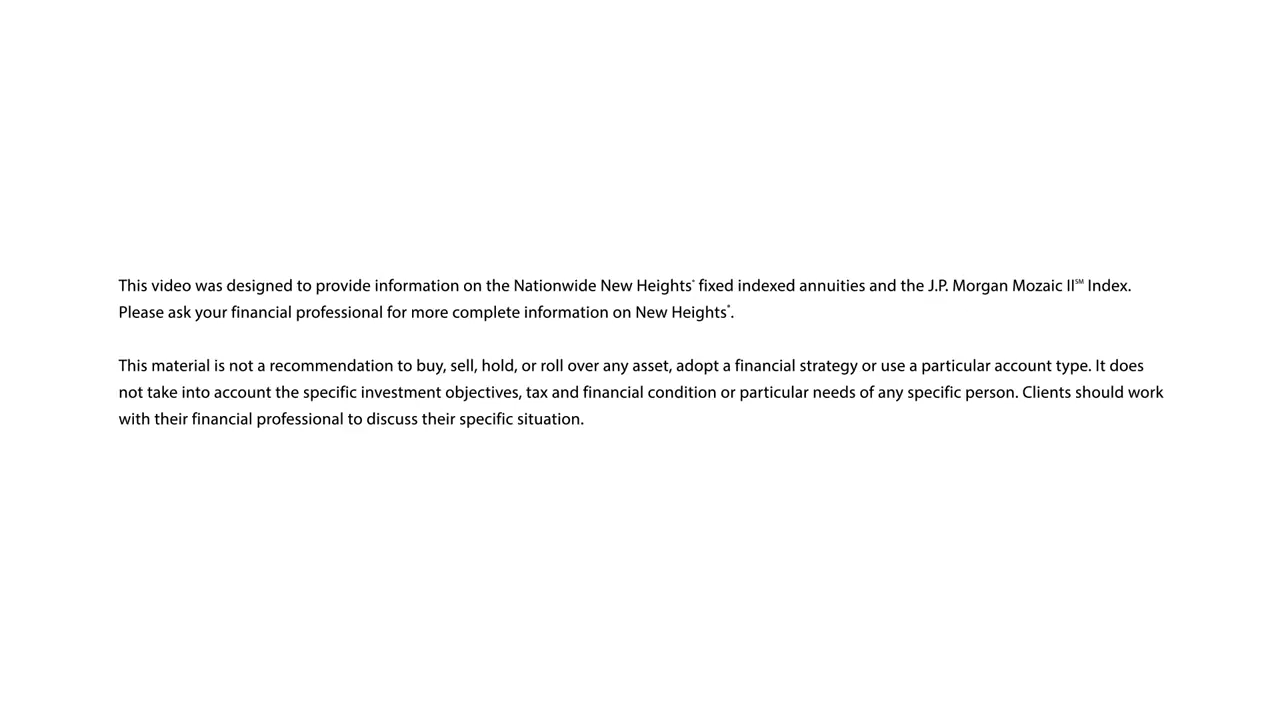 This video was designed to provide information on the Nationwide New Heights® fixed indexed annuities and the J.P. Morgan Mozaic II℠ Index.
Please ask your financial professional for more complete information on New Heights®.
This material is not a recommendation to buy, sell, hold, or roll over any asset, adopt a financial strategy or use a particular account type. It does
not take into account the specific investment objectives, tax and financial condition or particular needs of any specific person. Clients should work
with their financial professional to discuss their specific situation.